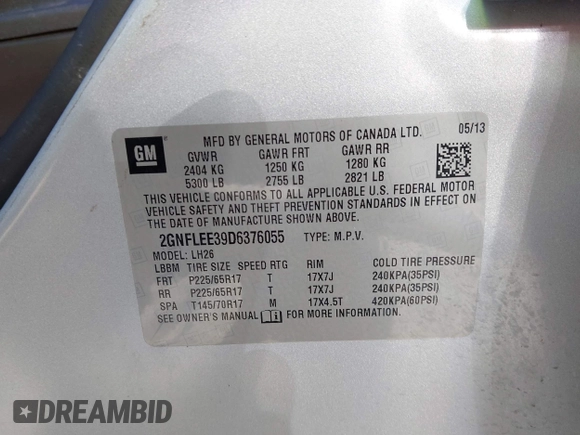 GM
MFD BY GENERAL MOTORS OF CANADA LTD. 05/13
GVWR GAWR FRT GAWR RR
2404 KG 1250 KG 1280 KG
5300 LB 2755 LB 2821 LB
THIS VEHICLE CONFORMS TO ALL APPLICABLE U.S. FEDERAL MOTOR
VEHICLE SAFETY AND THEFT PREVENTION STANDARDS IN EFFECT ON
THE DATE OF MANUFACTURE SHOWN ABOVE.
2GNFLEE39D6376055 TYPE: M.P.V.
MODEL: LH26
LBBM TIRE SIZE SPEED RTG RIM COLD TIRE PRESSURE
FRT P225/65R17 T 17X7J 240KPA(35PSI)
RR P225/65R17 T 17X7J 240KPA(35PSI)
SPA T145/70R17 M 17X4.5T 420KPA(60PSI)
SEE OWNER'S MANUAL FOR MORE INFORMATION.
DREAMBID